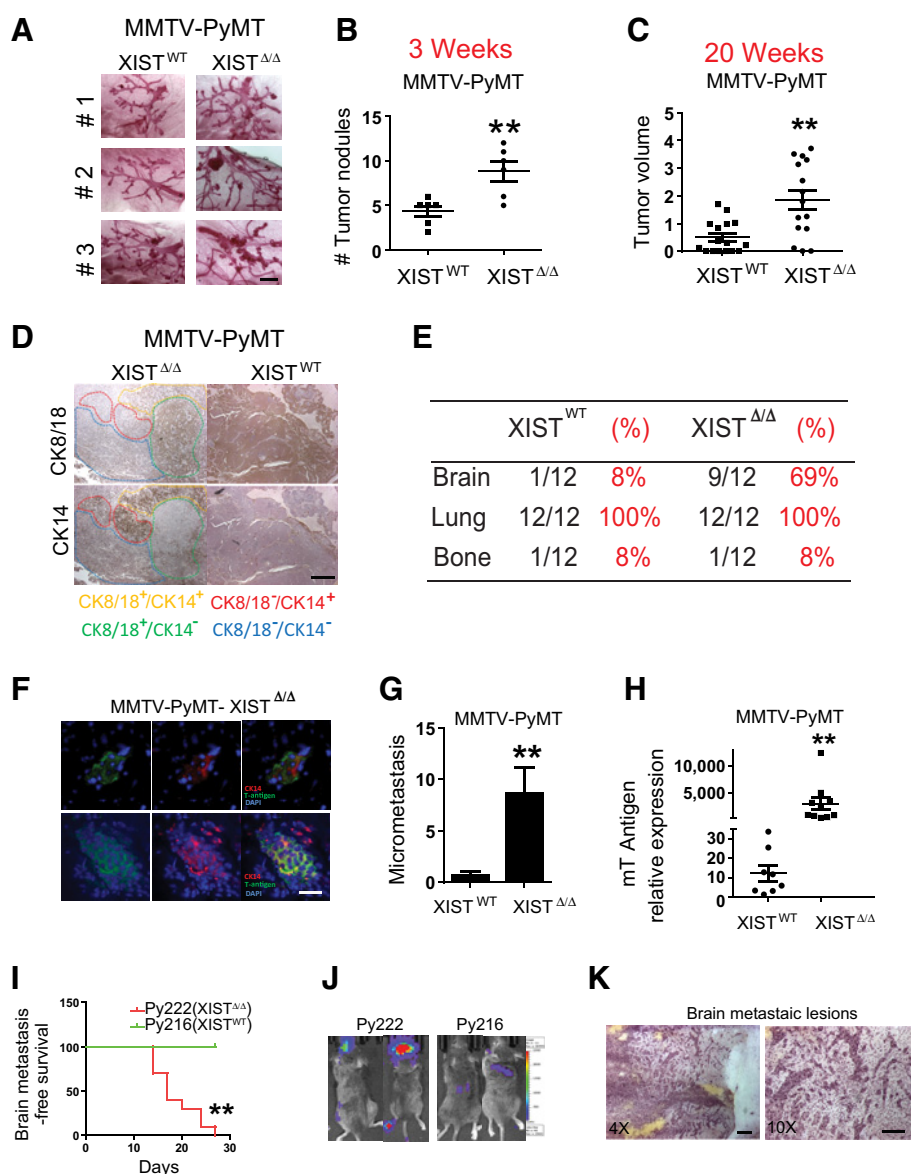 A
MMTV-PyMT
XIST WT
XIST Δ/Δ
# 1
# 2
# 3
B
3 Weeks
MMTV-PyMT
**
# Tumor nodules
15
10
5
0
XIST WT
XIST Δ/Δ
C
20 Weeks
MMTV-PyMT
**
Tumor volume
5
4
3
2
1
0
XIST WT
XIST Δ/Δ
D
MMTV-PyMT
XIST Δ/Δ
XIST WT
CK8/18
CK14
CK8/18+/CK14+
CK8/18-/CK14+
CK8/18+/CK14-
CK8/18-/CK14-
E
XIST WT (%) XIST Δ/Δ (%)
Brain 1/12 8% 9/12 69%
Lung 12/12 100% 12/12 100%
Bone 1/12 8% 1/12 8%
F
MMTV-PyMT- XIST Δ/Δ
CK14
T-antigen
DAPI
CK14
T-antigen
DAPI
G
MMTV-PyMT
**
Micrometastasis
15
10
5
0
XIST WT
XIST Δ/Δ
H
MMTV-PyMT
**
mT Antigen
relative expression
10,000
5,000
30
20
10
0
XIST WT
XIST Δ/Δ
I
Py222(XIST Δ/Δ)
Py216(XIST WT)
Brain metastasis
-free survival
150
100
50
0
**
0 10 20 30
Days
J
Py222
Py216
K
Brain metastaic lesions
4X
10X